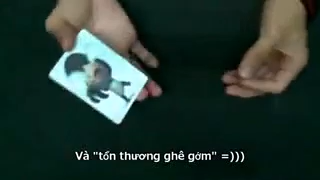 Và "tổn thương ghê gớm" =)))